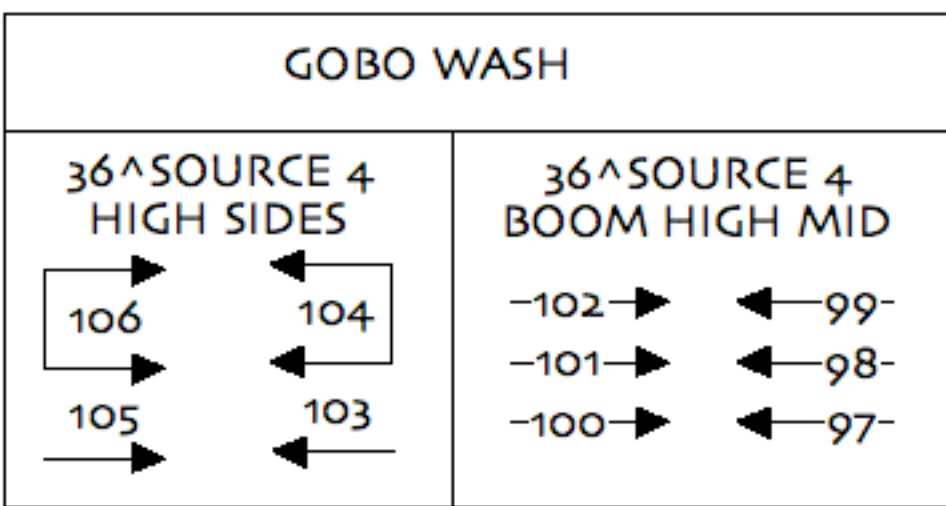 GOBO WASH
36^SOURCE 4
HIGH SIDES
106 104
105 103
36^SOURCE 4
BOOM HIGH MID
102 99
101 98
100 97